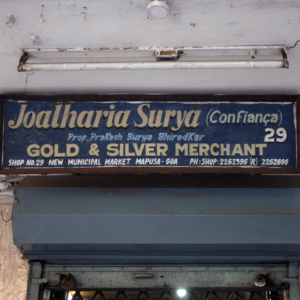 Joalharia Surya (Confiança)
Prop. Prakash Surya Shirodkar 29
GOLD & SILVER MERCHANT
SHOP NO.29 NEW MUNICIPAL MARKET MAPUSA-GOA PH:SHOP:2262396 (R) 2262896